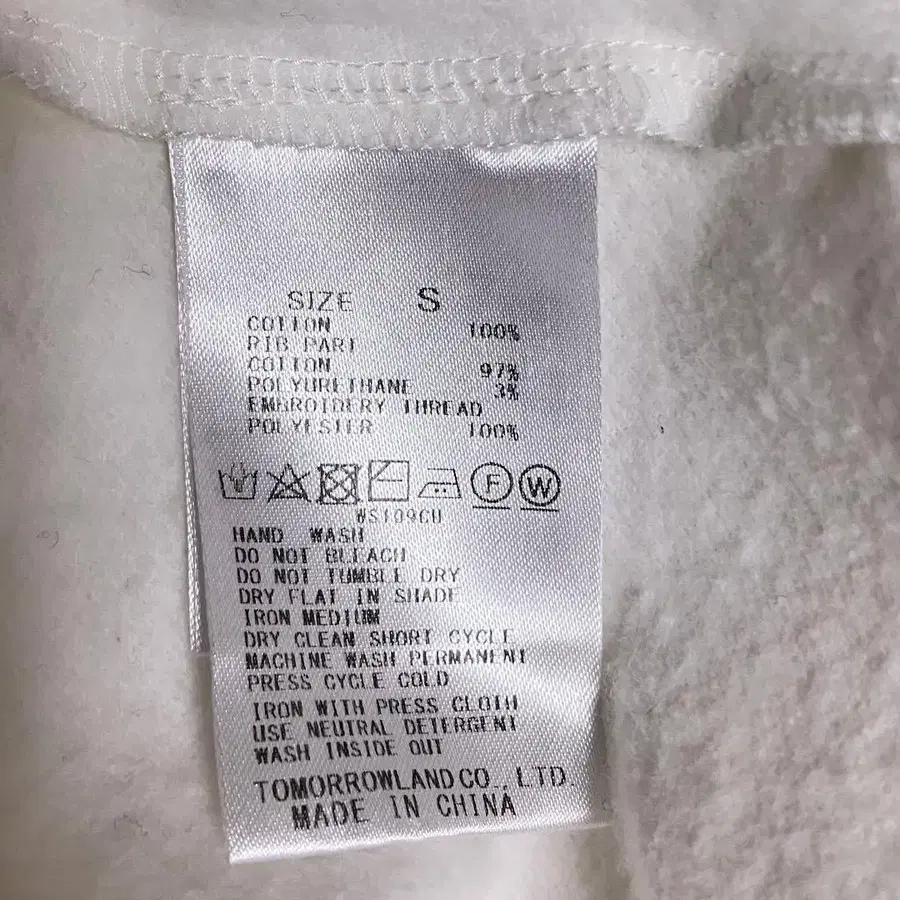 SIZE S
COTTON 100%
RIB PART
COTTON 97%
POLYURETHANE 3%
EMBROIDERY THREAD
POLYESTER 100%
F W
HAND WASH
DO NOT BLEACH
DO NOT TUMBLE DRY
DRY FLAT IN SHADE
IRON MEDIUM
DRY CLEAN SHORT CYCLE
MACHINE WASH PERMANENT
PRESS CYCLE COLD
IRON WITH PRESS CLOTH
USE NEUTRAL DETERGENT
WASH INSIDE OUT
TOMORROWLAND CO., LTD.
MADE IN CHINA